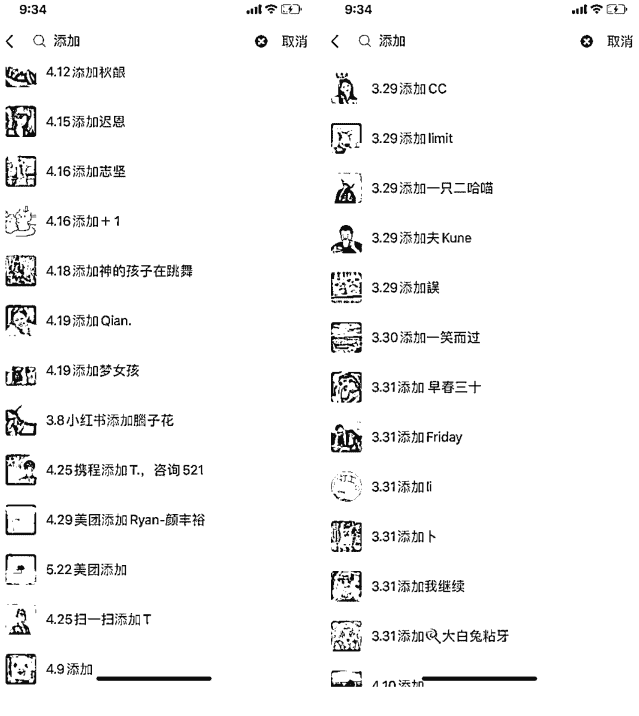 9:34
添加
取消
4.12添加秋酿
4.15添加迟恩
4.16添加志坚
4.16添加+1
4.18添加神的孩子在跳舞
4.19添加Qian.
4.19添加梦女孩
3.8小红书添加腦子花
4.25携程添加T.，咨询521
4.29美团添加Ryan-颜丰裕
5.22美团添加
4.25扫一扫添加T
4.9添加
9:34
添加
取消
3.29添加CC
3.29添加limit
3.29添加一只二哈喵
3.29添加夫Kune
3.29添加誤
3.30添加一笑而过
3.31添加 早春三十
3.31添加Friday
3.31添加li
3.31添加卜
3.31添加我继续
3.31添加大白兔粘牙
4.10添加